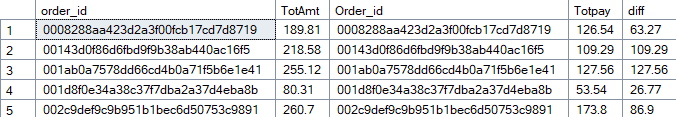 order_id TotAmt Order_id Totpay diff
1 0008288aa423d2a3f00fcb17cd7d8719 189.81 0008288aa423d2a3f00fcb17cd7d8719 126.54 63.27
2 00143d0f86d6fbd9f9b38ab440ac16f5 218.58 00143d0f86d6fbd9f9b38ab440ac16f5 109.29 109.29
3 001ab0a7578dd66cd4b0a71f5b6e1e41 255.12 001ab0a7578dd66cd4b0a71f5b6e1e41 127.56 127.56
4 001d8f0e34a38c37f7dba2a37d4eba8b 80.31 001d8f0e34a38c37f7dba2a37d4eba8b 53.54 26.77
5 002c9def9c9b951b1bec6d50753c9891 260.7 002c9def9c9b951b1bec6d50753c9891 173.8 86.9